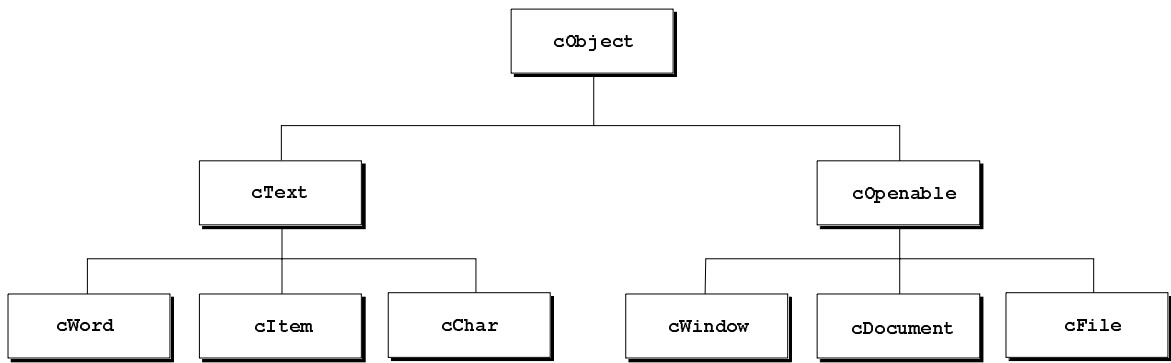 cObject
cText
cOpenable
cWord
cItem
cChar
cWindow
cDocument
cFile